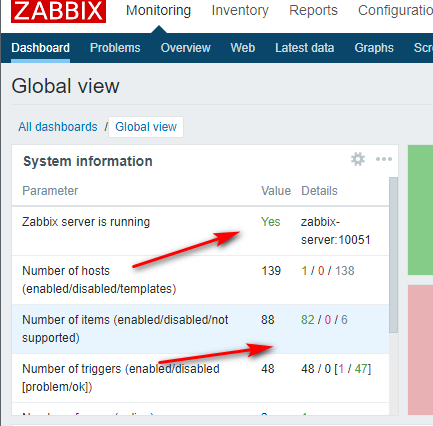 ZABBIX Monitoring Inventory Reports Configuratio
Dashboard Problems Overview Web Latest data Graphs Scr
Global view
All dashboards / Global view
System information
Parameter Value Details
Zabbix server is running Yes zabbix-
server:10051
Number of hosts 139 1 / 0 / 138
(enabled/disabled/templates)
Number of items (enabled/disabled/not 88 82 / 0 / 6
supported)
Number of triggers (enabled/disabled 48 48 / 0 [1 / 47]
[problem/ok])